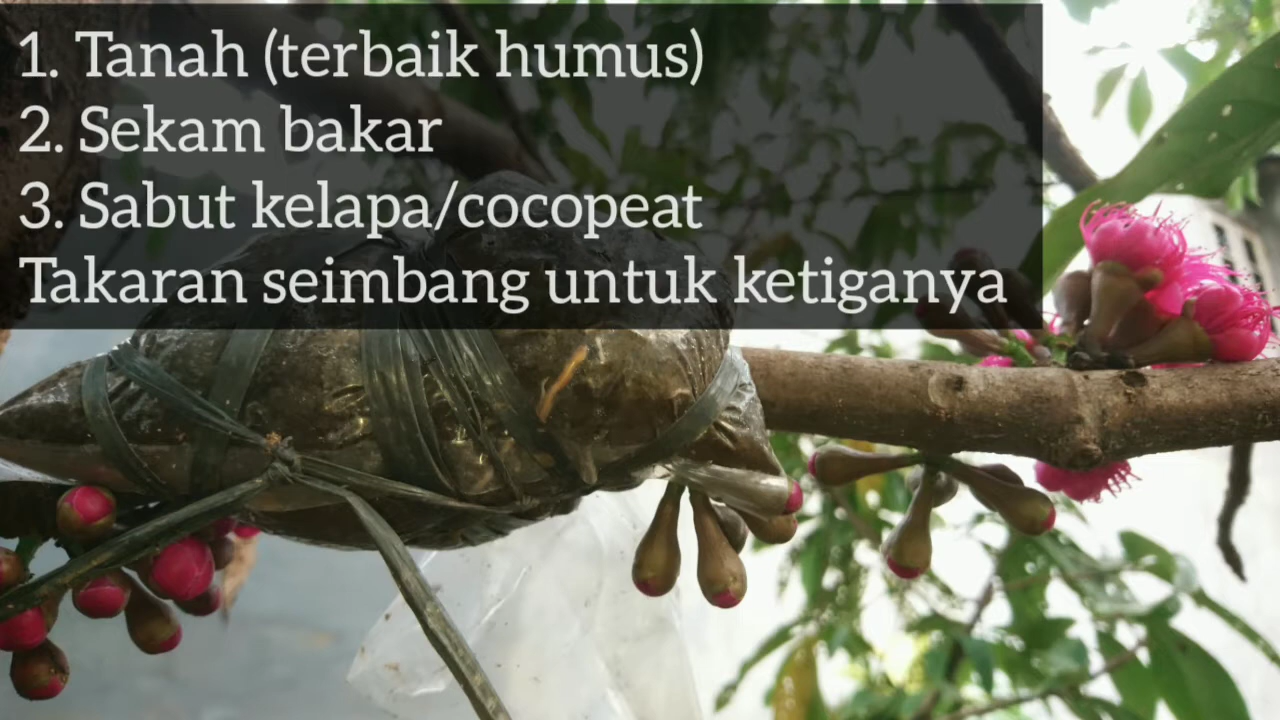 1. Tanah (terbaik humus)
2. Sekam bakar
3. Sabut kelapa/cocopeat
Takaran seimbang untuk ketiganya